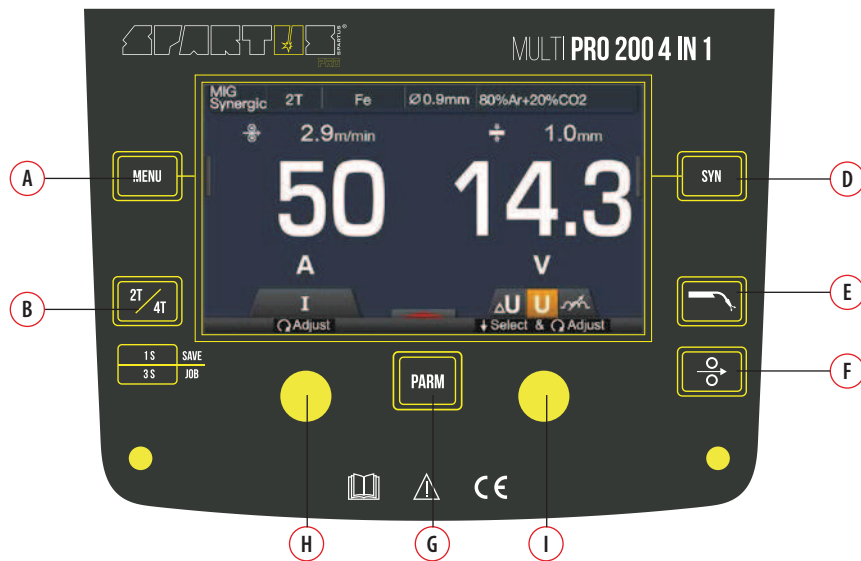 SPARTUS®
SPARTUS
PRO
MULTI PRO 200 4 IN 1
MIG Synergic 2T Fe Ø0.9mm 80%Ar+20%CO2
2.9m/min 1.0mm
A MENU
50 14.3
SYN D
A V
B 2T/4T
I
ΔU U
Adjust
Select & Adjust
E
1 S SAVE
3 S JOB
PARM
F
CE
H G I